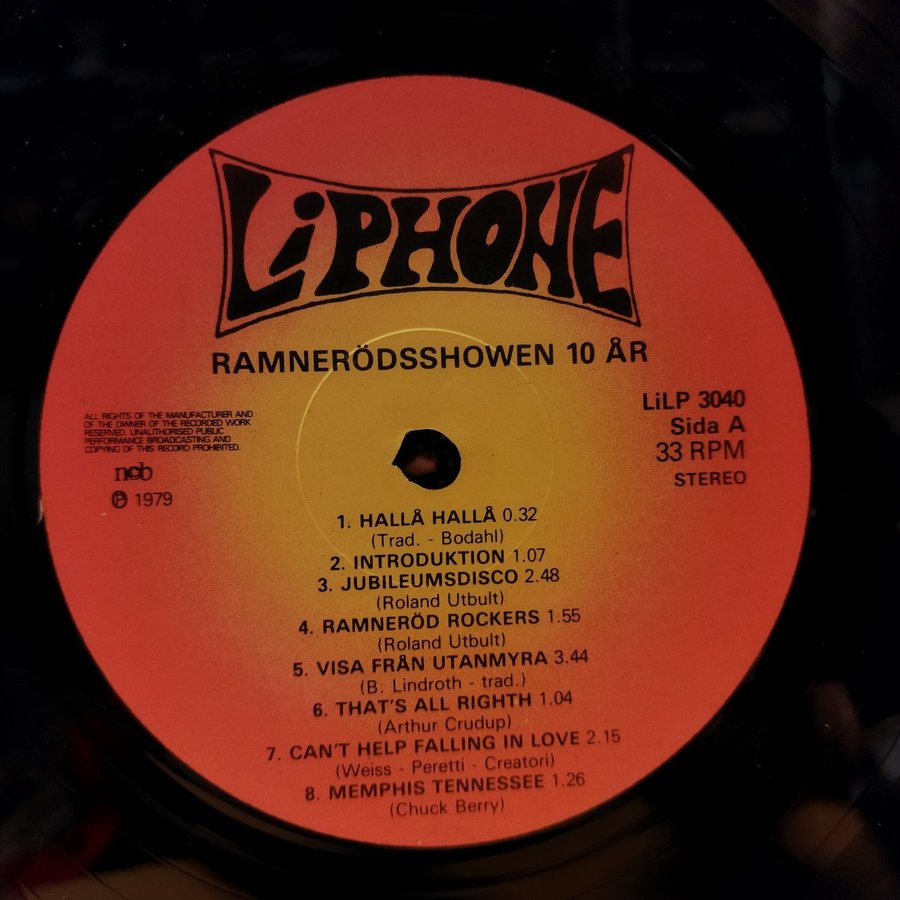 LiPHONE
RAMNERÖDSSHOWEN 10 ÅR
LiLP 3040
Sida A
33 RPM
STEREO
ALL RIGHTS OF THE MANUFACTURER AND
OF THE OWNER OF THE RECORDED WORK
RESERVED. UNAUTHORISED PUBLIC
PERFORMANCE BROADCASTING AND
COPYING OF THIS RECORD PROHIBITED.
ncb
℗ 1979
1. HALLÅ HALLÅ 0.32
(Trad. - Bodahl)
2. INTRODUKTION 1.07
3. JUBILEUMSDISCO 2.48
(Roland Utbult)
4. RAMNERÖD ROCKERS 1.55
(Roland Utbult)
5. VISA FRÅN UTANMYRA 3.44
(B. Lindroth - trad.)
6. THAT'S ALL RIGHTH 1.04
(Arthur Crudup)
7. CAN'T HELP FALLING IN LOVE 2.15
(Weiss - Peretti - Creatori)
8. MEMPHIS TENNESSEE 1.26
(Chuck Berry)